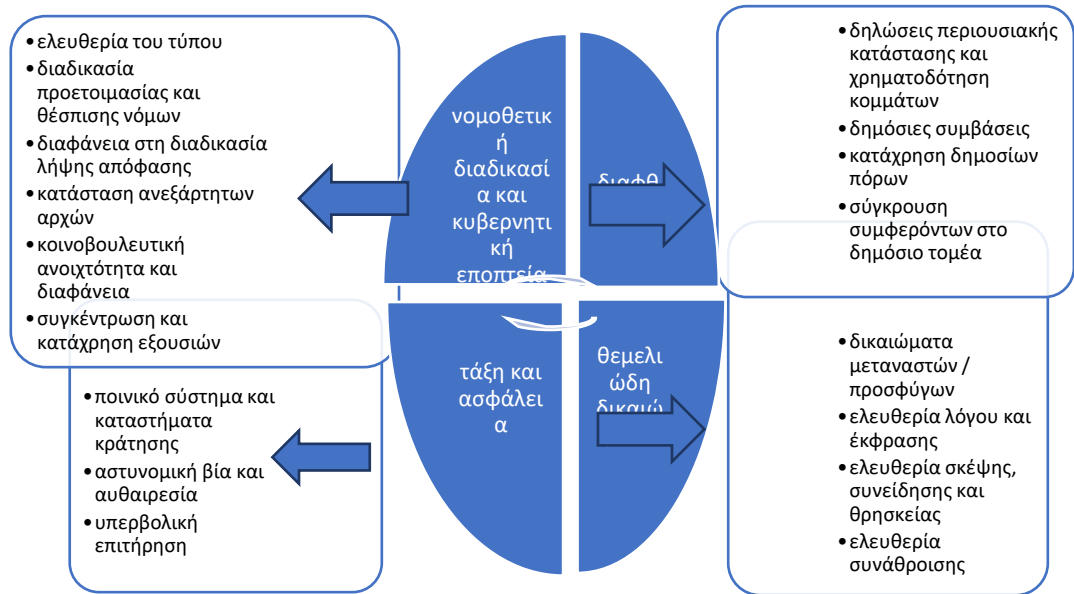 • ελευθερία του τύπου
• διαδικασία
προετοιμασίας και
θέσπισης νόμων
• διαφάνεια στη διαδικασία
λήψης απόφασης
• κατάσταση ανεξάρτητων
αρχών
• κοινοβουλευτική
ανοιχτότητα και
διαφάνεια
• συγκέντρωση και
κατάχρηση εξουσιών
νομοθετικ
ή
διαδικασί
α και
κυβερνητι
κή
εποπτεία
• δηλώσεις περιουσιακής
κατάστασης και
χρηματοδότηση
κομμάτων
• δημόσιες συμβάσεις
• κατάχρηση δημοσίων
πόρων
• σύγκρουση
συμφερόντων στο
δημόσιο τομέα
• ποινικό σύστημα και
καταστήματα
κράτησης
• αστυνομική βία και
αυθαιρεσία
• υπερβολική
επιτήρηση
τάξη και
ασφάλει
α
θεμελι
ώδη
• δικαιώματα
μεταναστών /
προσφύγων
• ελευθερία λόγου και
έκφρασης
• ελευθερία σκέψης,
συνείδησης και
θρησκείας
• ελευθερία
συνάθροισης